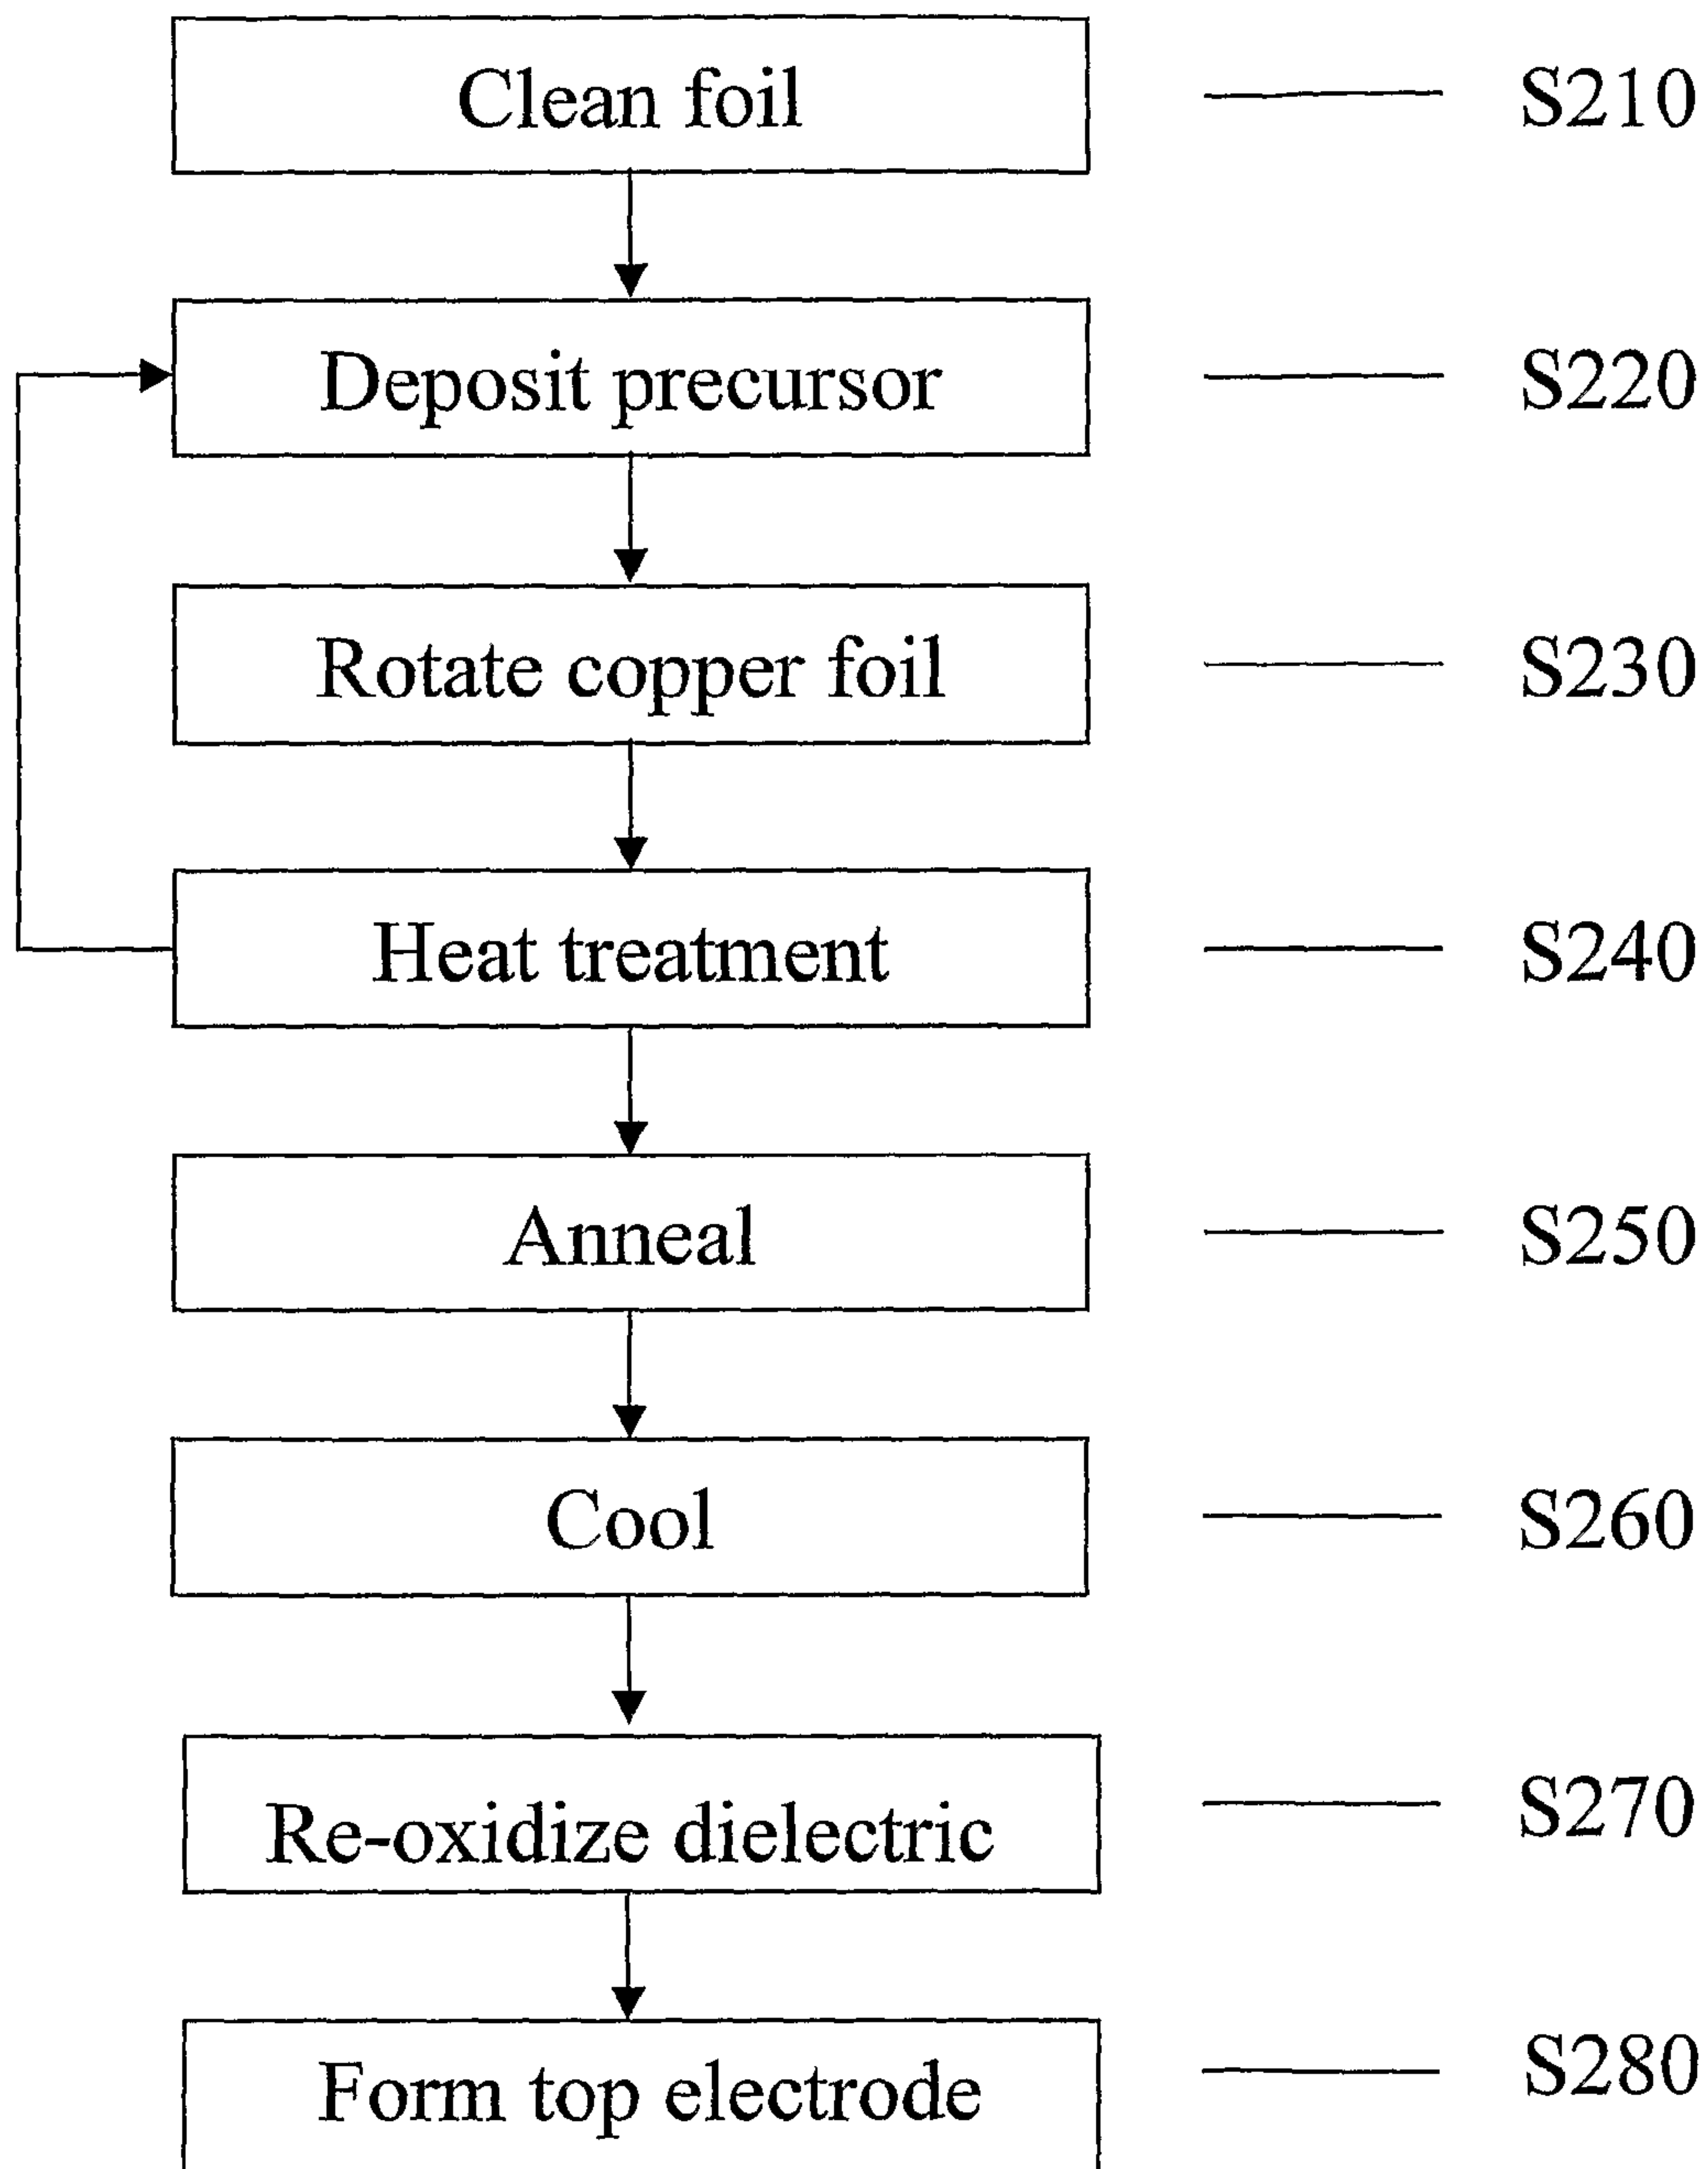 Clean foil S210
Deposit precursor S220
Rotate copper foil S230
Heat treatment S240
Anneal S250
Cool S260
Re-oxidize dielectric S270
Form top electrode S280